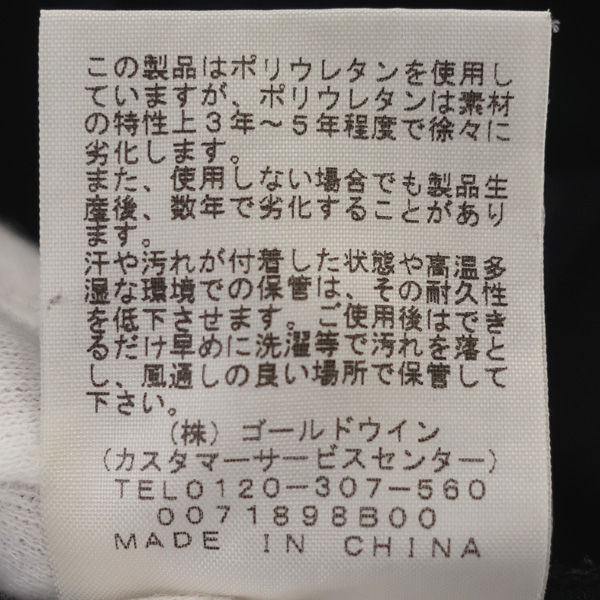 この製品はポリウレタンを使用し
ていますが、ポリウレタンは素材
の特性上3年～5年程度で徐々に
劣化します。
また、使用しない場合でも製品生
産後、数年で劣化することがあり
ます。
汗や汚れが付着した状態や高温多
湿な環境での保管は、その耐久性
を低下させます。ご使用後はでき
るだけ早めに洗濯等で汚れを落と
し、風通しの良い場所で保管して
下さい。
(株) ゴールドウイン
(カスタマーサービスセンター)
TEL0120-307-560
0071898B00
MADE IN CHINA